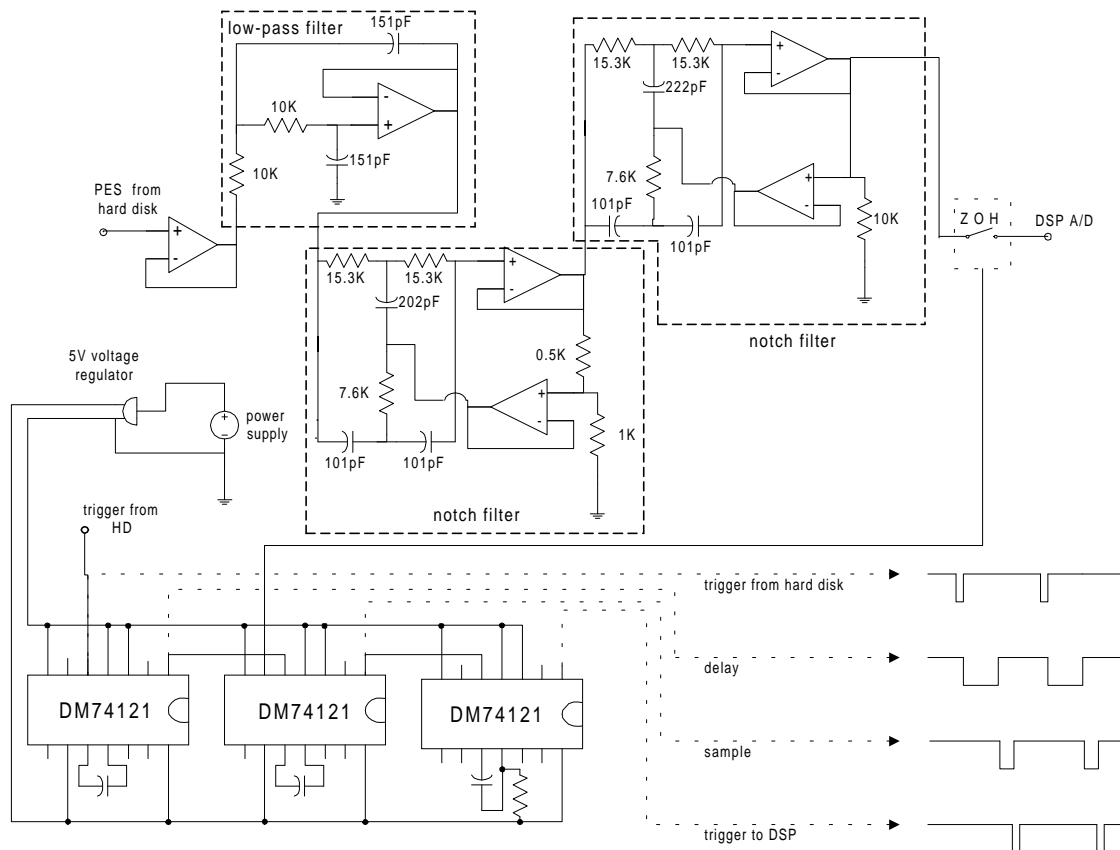 low-pass filter
151pF
10K
-
+
151pF
10K
PES from
hard disk
+
-
15.3K
15.3K
+
-
222pF
7.6K
+
-
101pF
101pF
10K
notch filter
Z O H
DSP A/D
15.3K
15.3K
+
-
202pF
0.5K
7.6K
+
-
1K
101pF
101pF
notch filter
5V voltage
regulator
+
-
power
supply
trigger from
HD
DM74121
DM74121
DM74121
trigger from hard disk
delay
sample
trigger to DSP